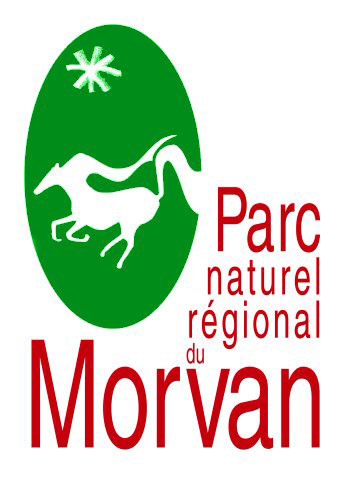 Parc
naturel
régional
du
Morvan